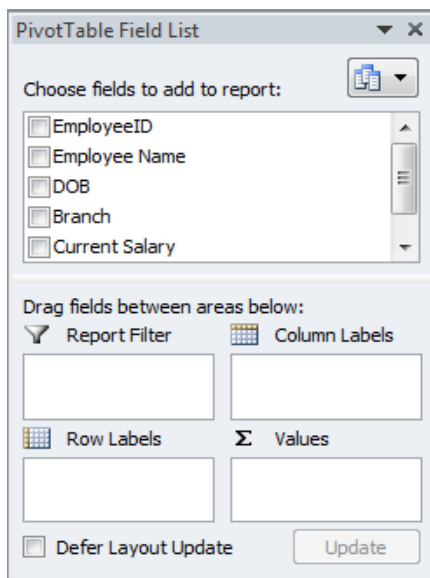 PivotTable Field List
Choose fields to add to report:
EmployeeID
Employee Name
DOB
Branch
Current Salary
Drag fields between areas below:
Report Filter
Column Labels
Row Labels
Σ Values
Defer Layout Update
Update